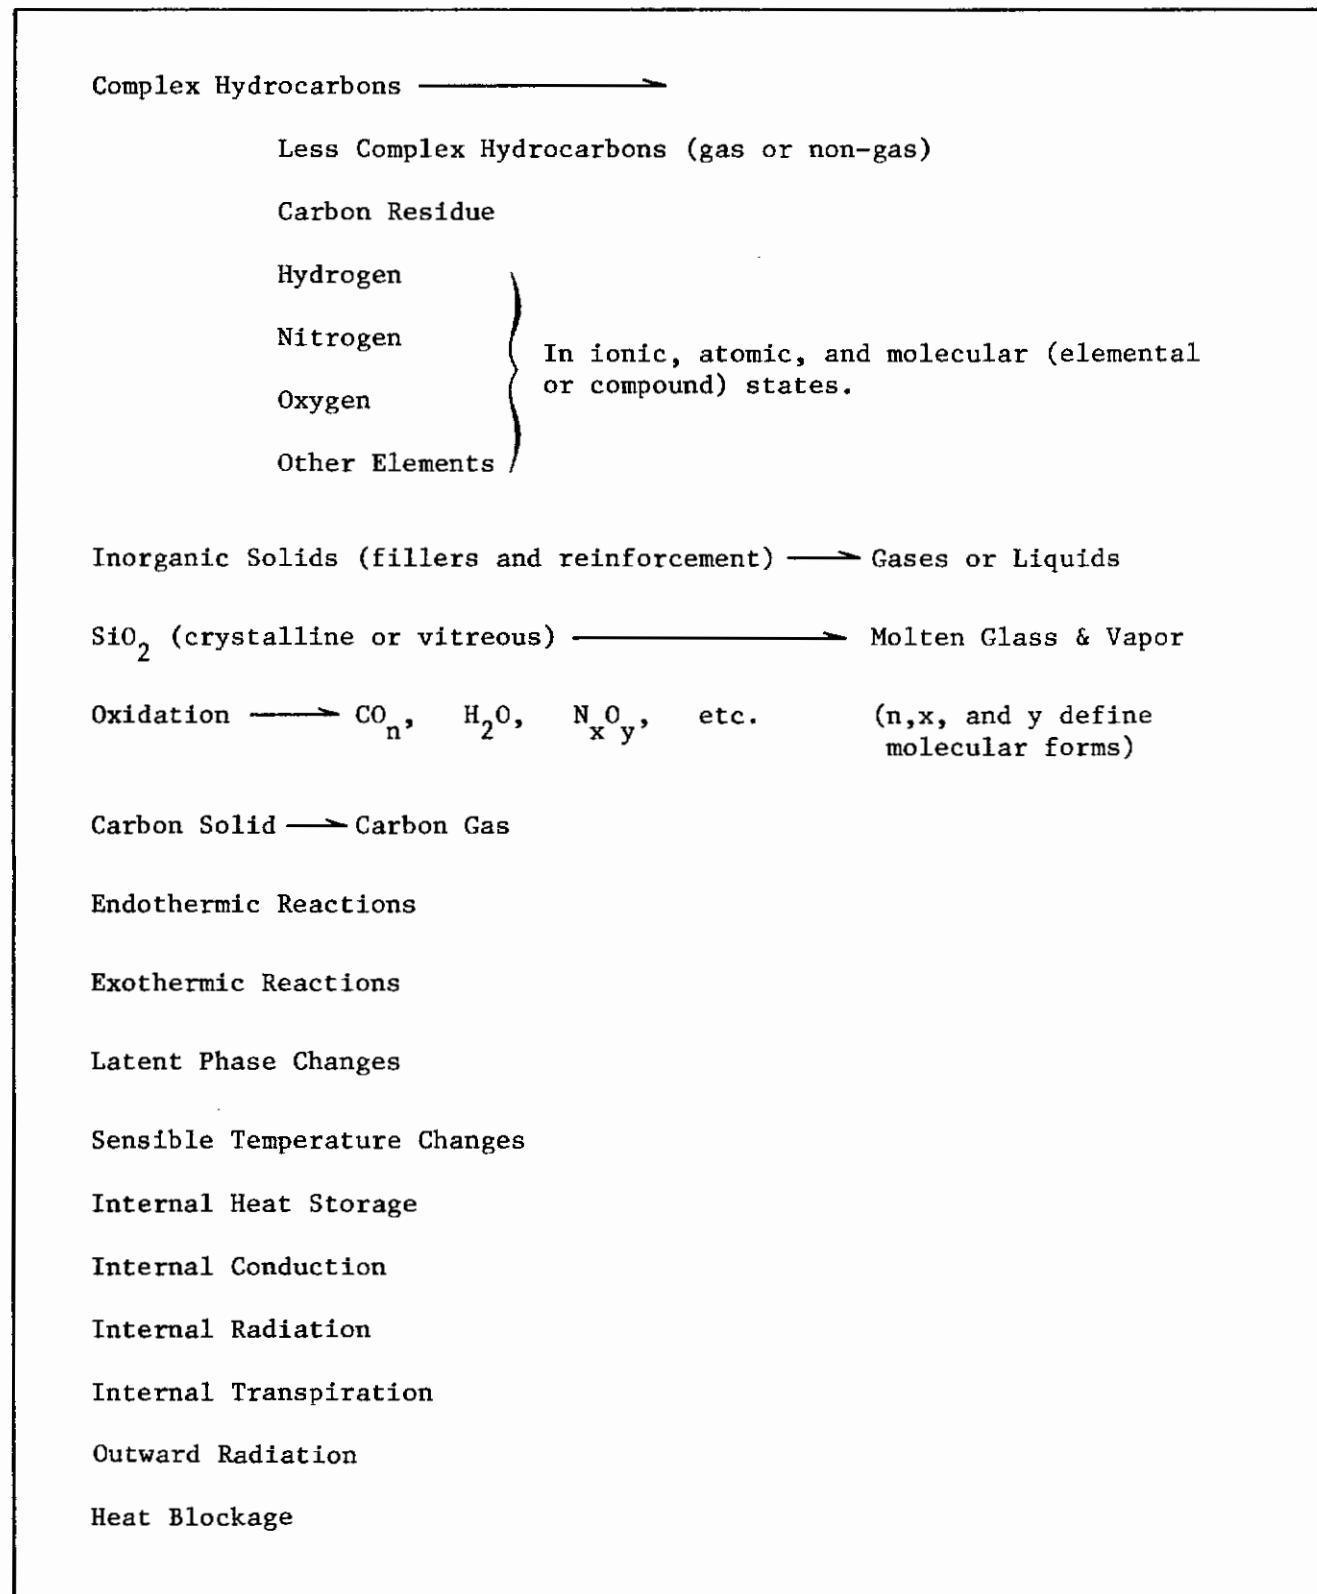 Complex Hydrocarbons ⟶
Less Complex Hydrocarbons (gas or non-gas)
Carbon Residue
Hydrogen
Nitrogen
In ionic, atomic, and molecular (elemental
or compound) states.
Oxygen
Other Elements
Inorganic Solids (fillers and reinforcement) ⟶ Gases or Liquids
SiO₂ (crystalline or vitreous) ⟶ Molten Glass & Vapor
Oxidation ⟶ COₙ, H₂O, NₓO_y, etc. (n,x, and y define
molecular forms)
Carbon Solid ⟶ Carbon Gas
Endothermic Reactions
Exothermic Reactions
Latent Phase Changes
Sensible Temperature Changes
Internal Heat Storage
Internal Conduction
Internal Radiation
Internal Transpiration
Outward Radiation
Heat Blockage